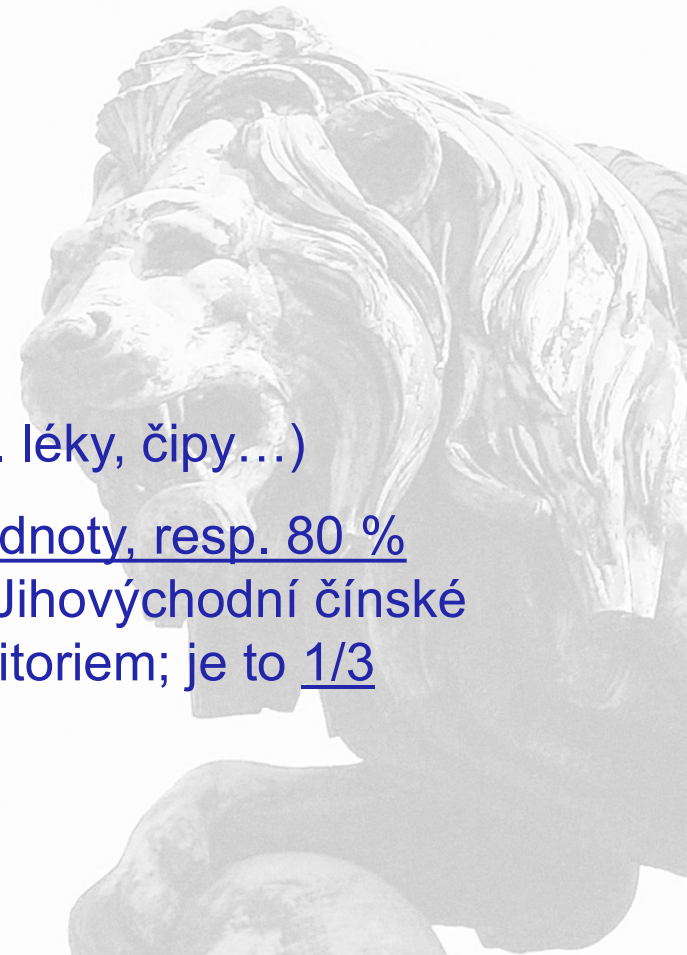 . léky, čipy…)
dnoty, resp. 80 %
Jihovýchodní čínské
itoriem; je to 1/3